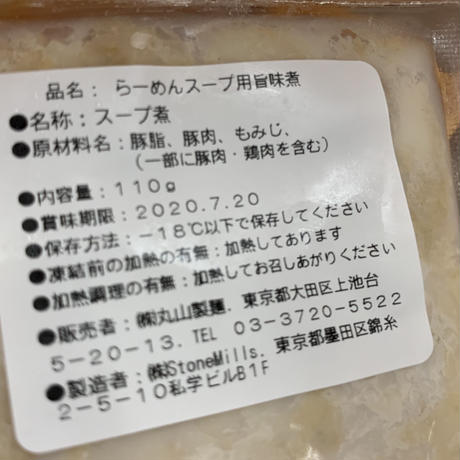 品名： らーめんスープ用旨味煮
●名称：スープ煮
●原材料名：豚脂、豚肉、もみじ、
（一部に豚肉・鶏肉を含む）
●内容量：110g
●賞味期限：2020.7.20
●保存方法：−18℃以下で保存してください
●凍結前の加熱の有無：加熱してあります
●加熱調理の有無：加熱してお召しあがりください
●販売者：㈱丸山製麺．東京都大田区上池台
5-20-13．TEL 03-3720-5522
●製造者：㈱StoneMills．東京都墨田区錦糸
2-5-10私学ビルB1F